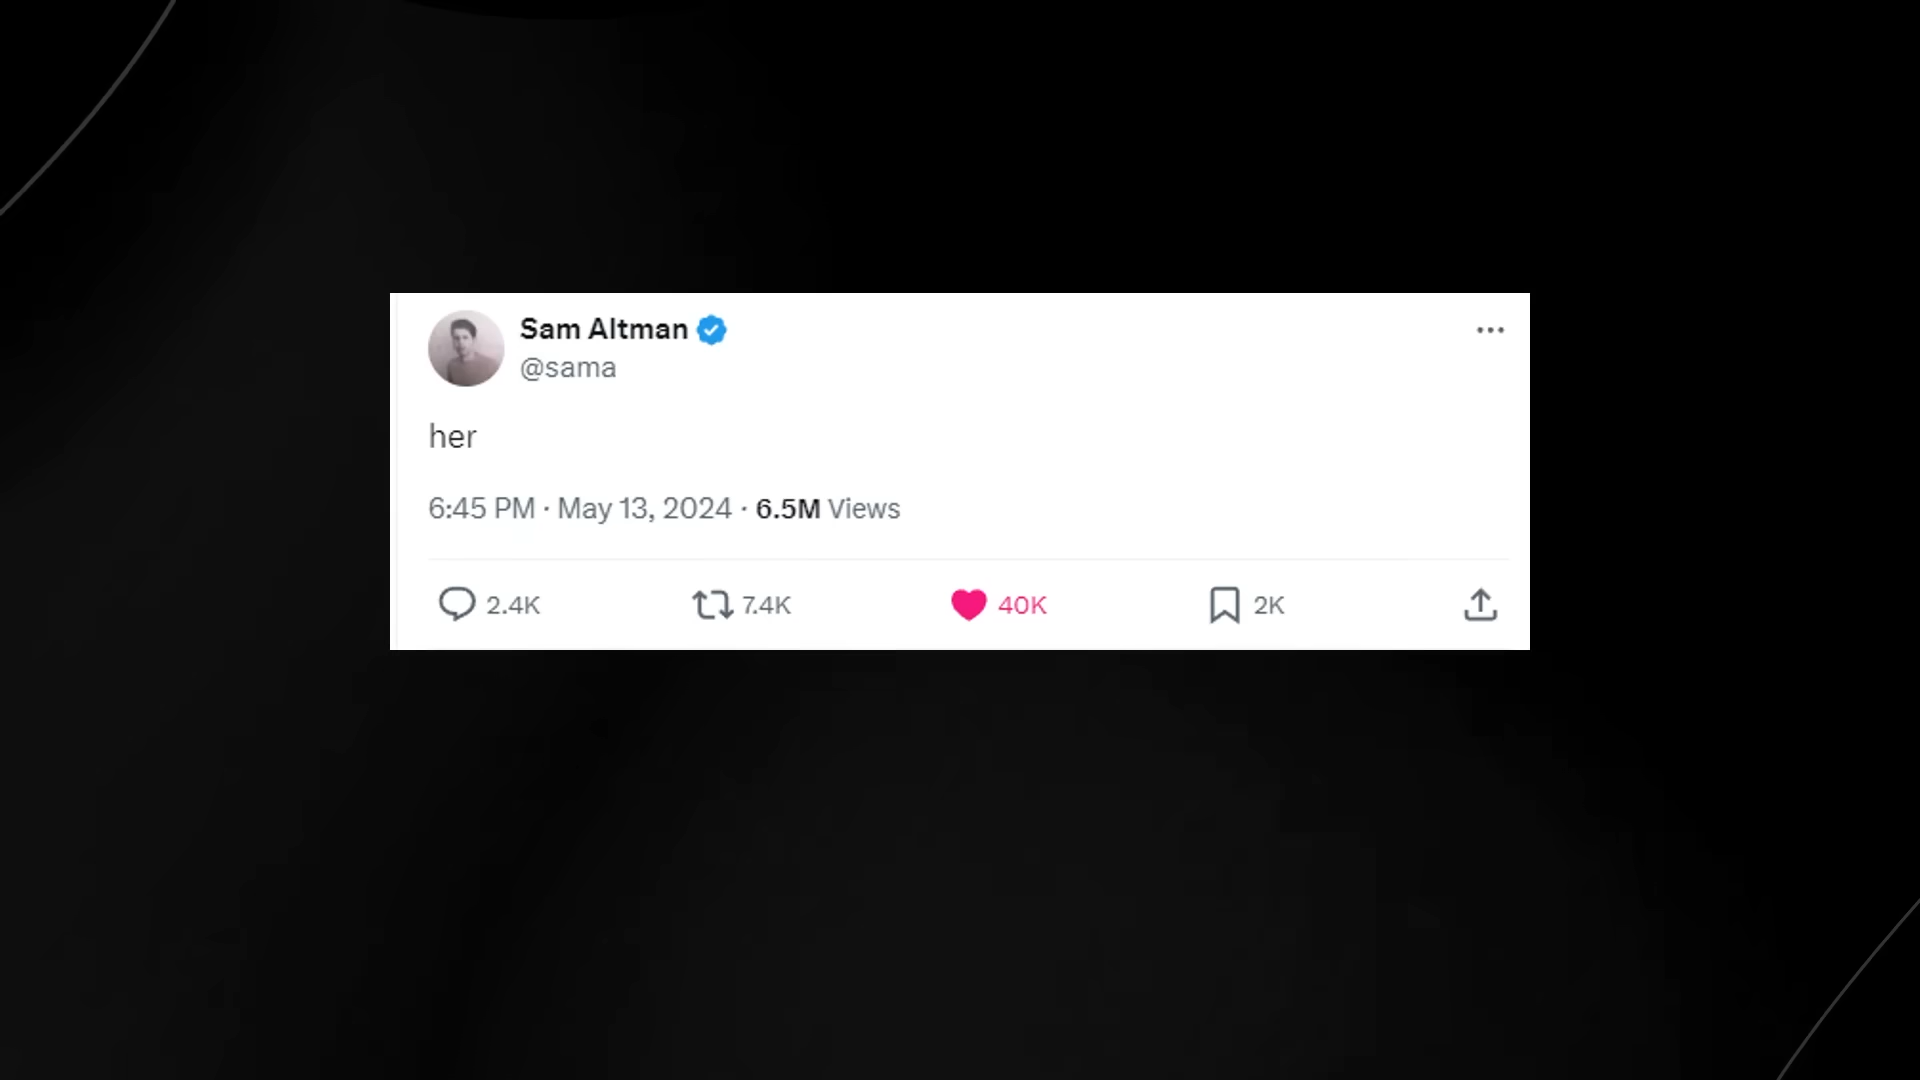 Sam Altman
@sama
her
6:45 PM · May 13, 2024 · 6.5M Views
2.4K 7.4K 40K 2K